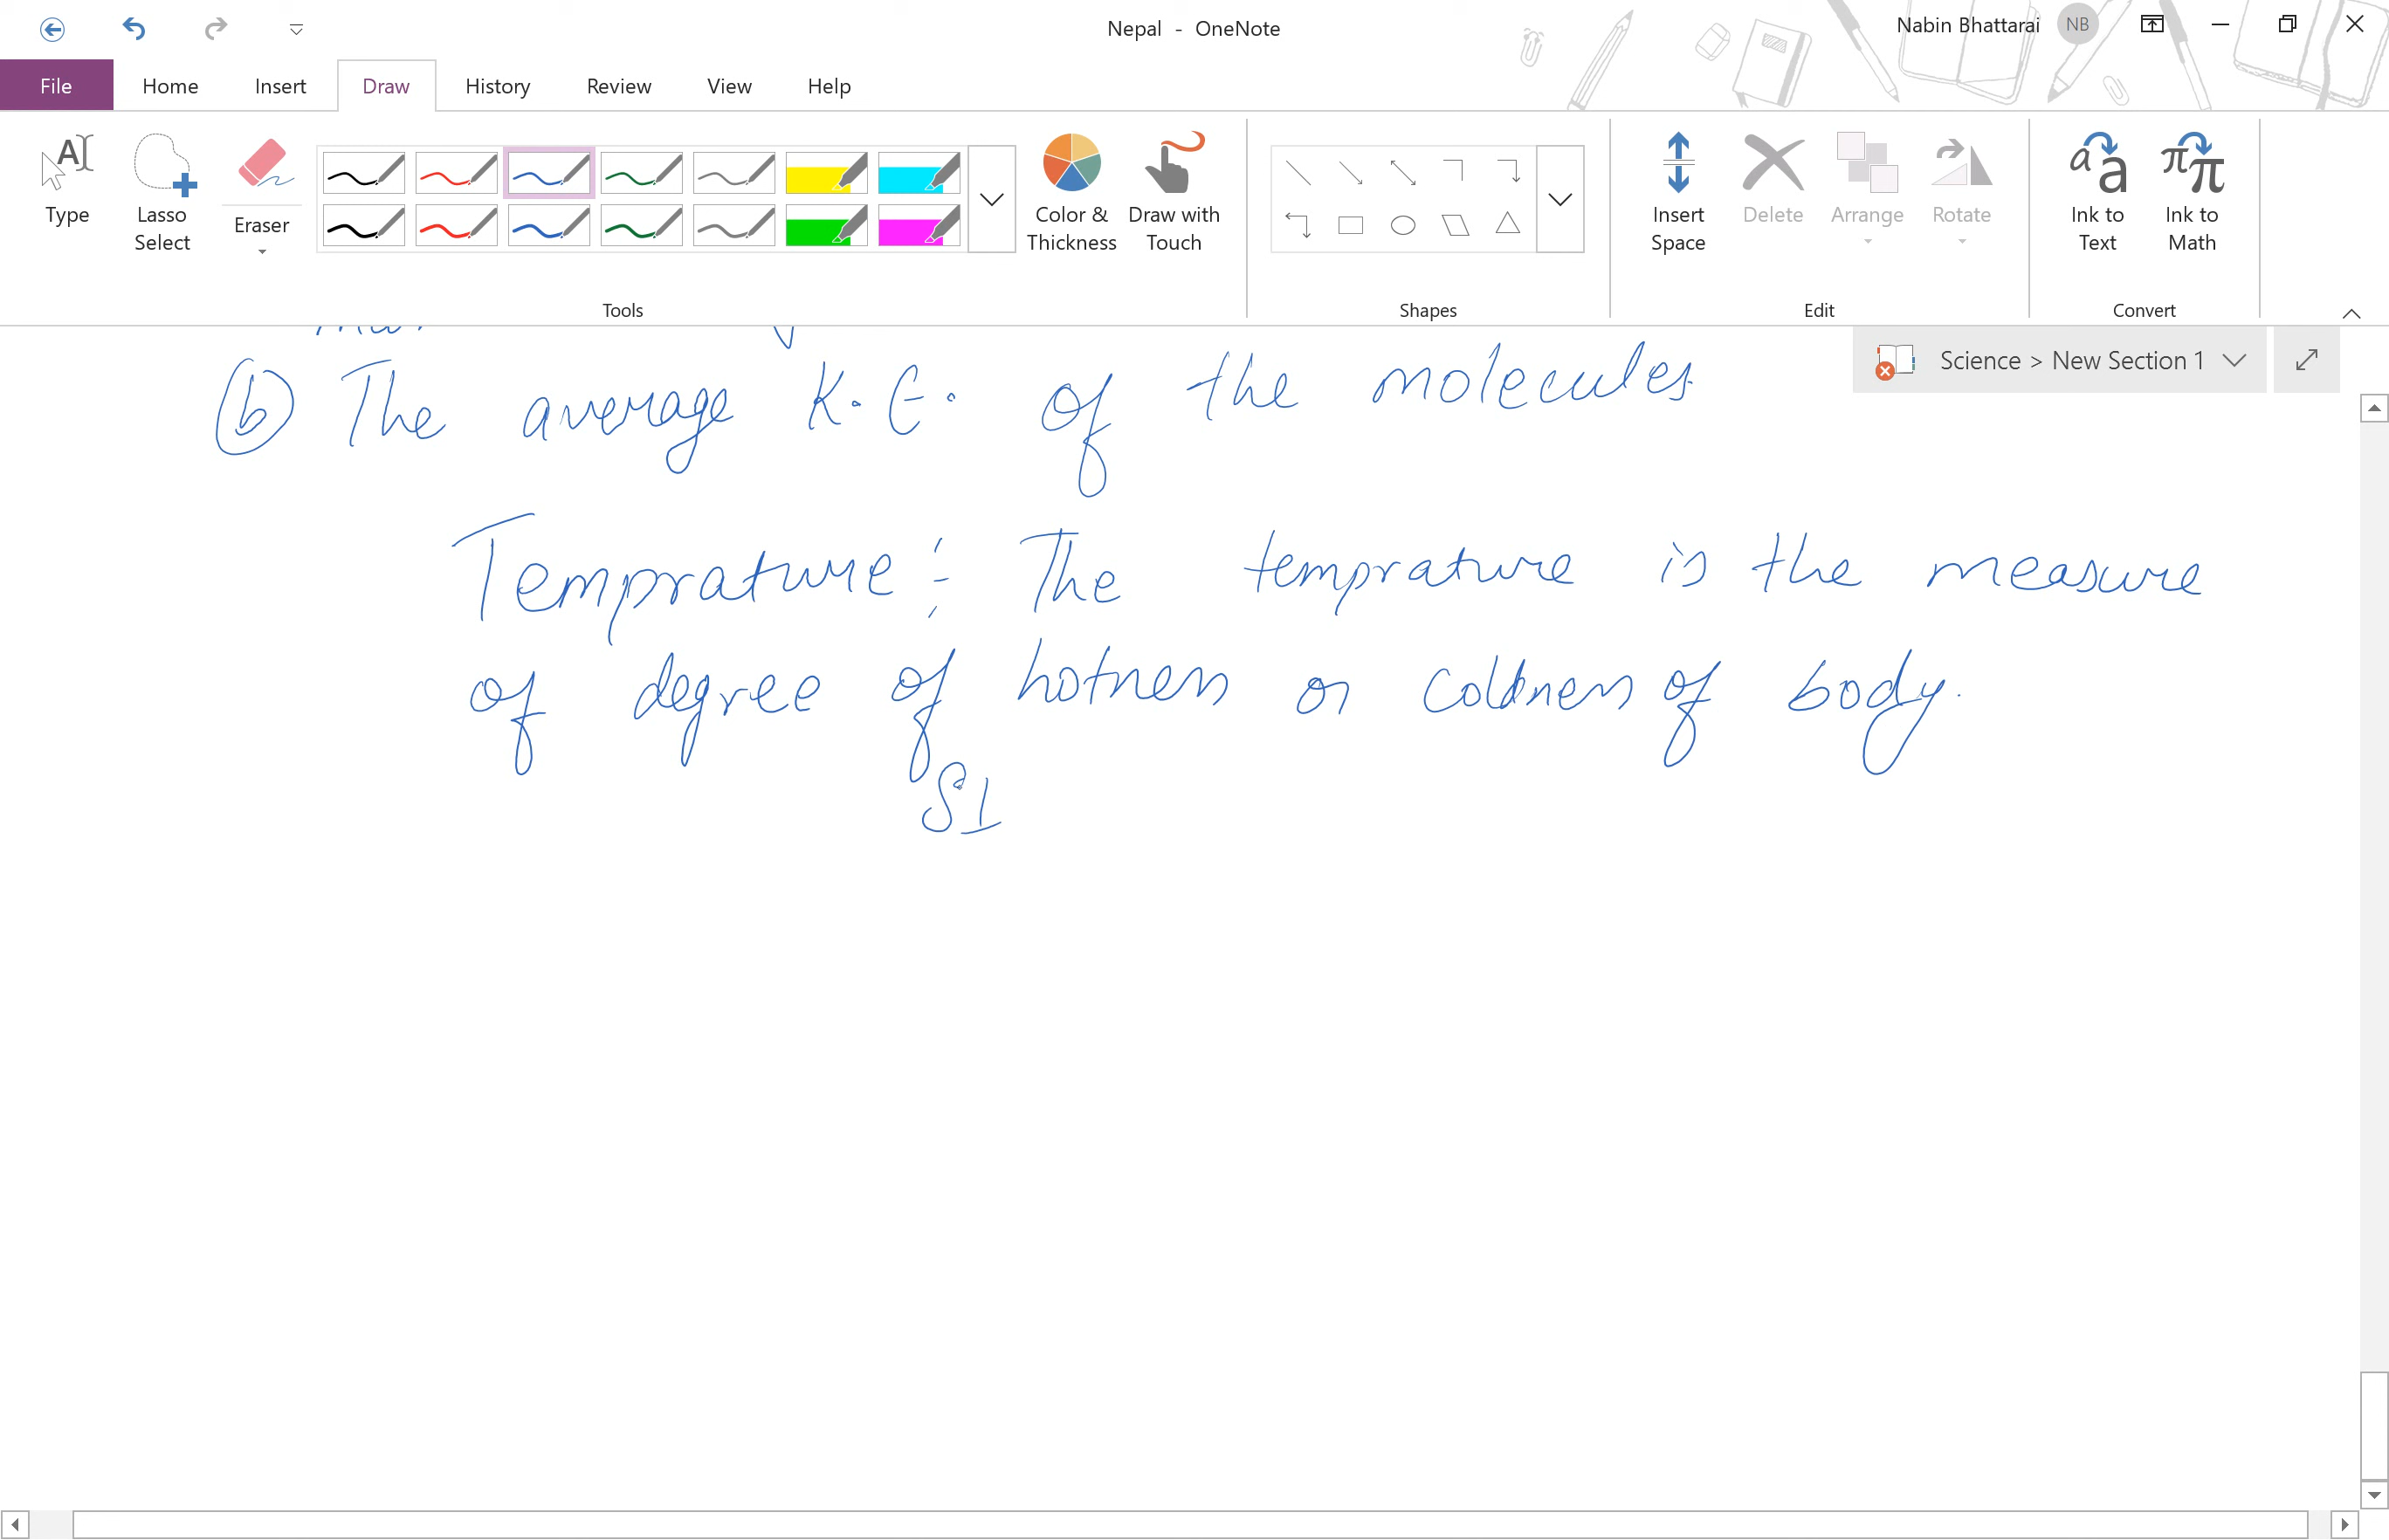 Nepal - OneNote
Nabin Bhattarai NB
File Home Insert Draw History Review View Help
Type
Lasso Select
Eraser
Color & Thickness
Draw with Touch
Insert Space
Delete
Arrange
Rotate
Ink to Text
Ink to Math
Tools Shapes Edit Convert
Science > New Section 1
(b) The average K.E. of the molecules
Temprature : The temprature is the measure
of degree of hotness or coldness of body.
SI